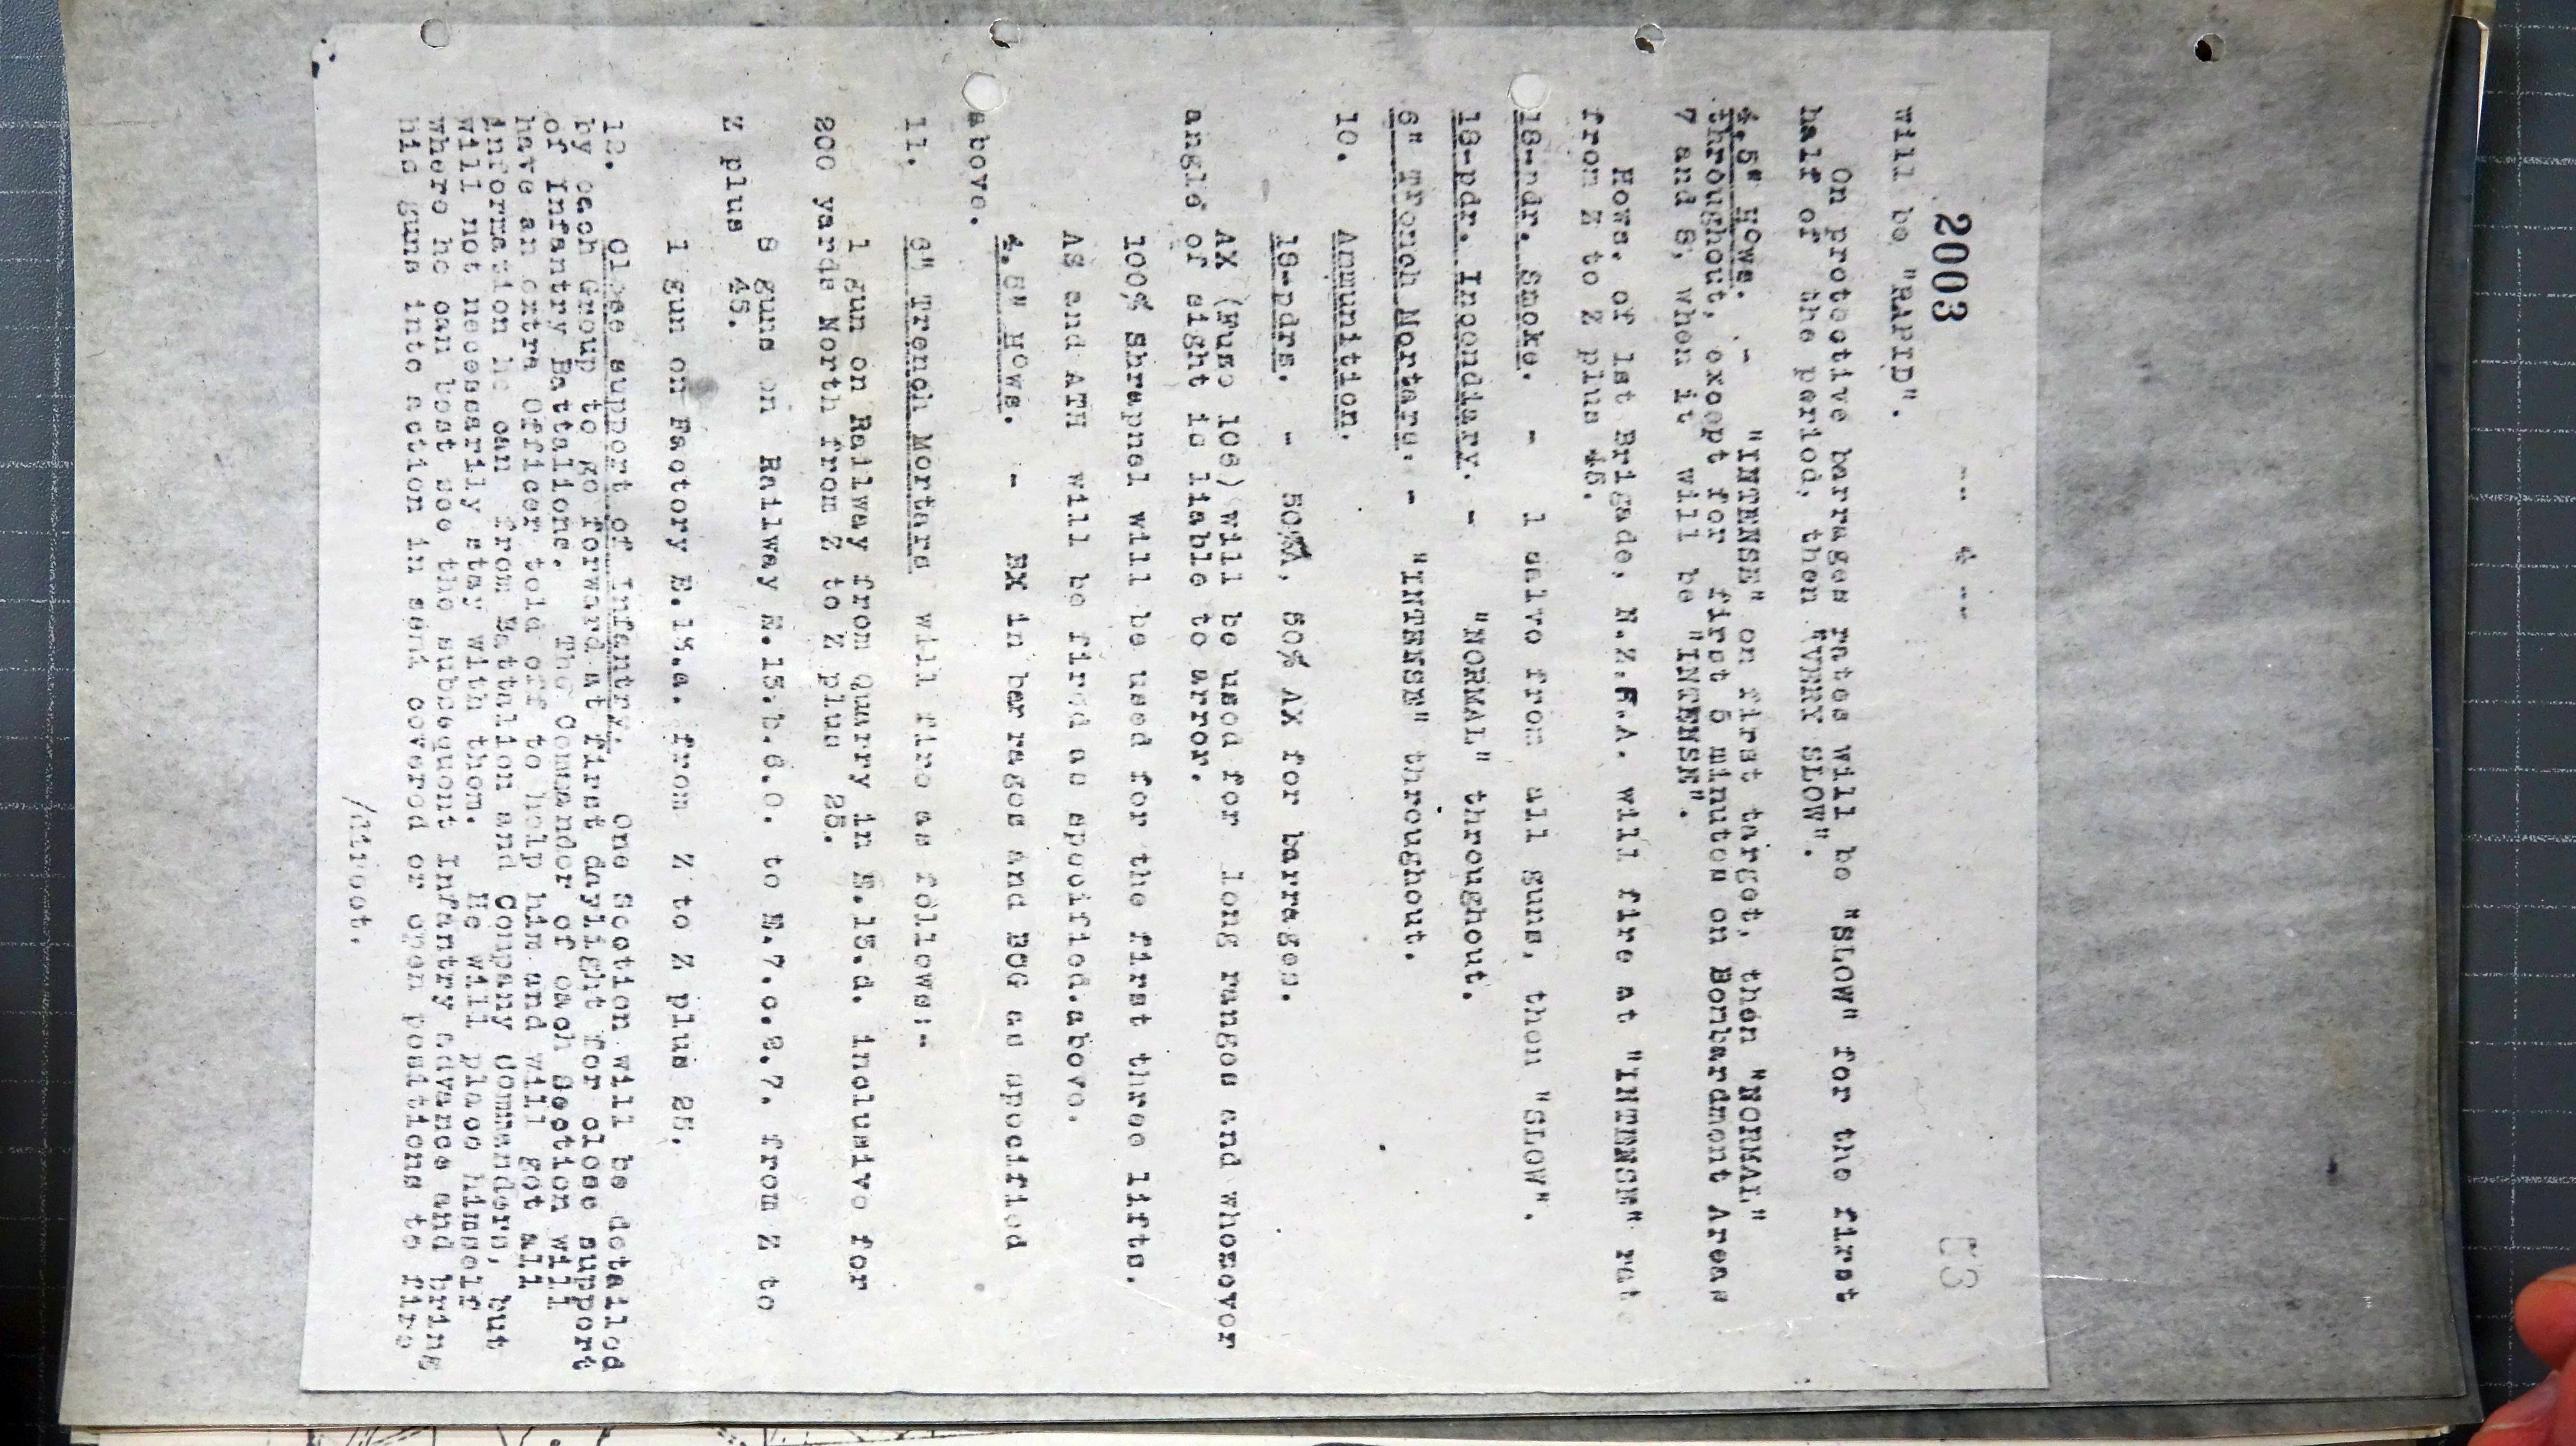 2003
-- 4 --
53
will be "RAPID".
On protective barrages rates will be "SLOW" for the first
half of the period, then "VERY SLOW".
4.5" Hows. - "INTENSE" on first target, then "NORMAL"
throughout, except for first 5 minutes on Bombardment Areas
7 and 8, when it will be "INTENSE".
Hows. of 1st Brigade, N.Z.F.A. will fire at "INTENSE" rate
from Z to Z plus 45.
18-pdr. Smoke. - 1 salvo from all guns, then "SLOW".
18-pdr. Incendiary. - "NORMAL" throughout.
6" Trench Mortars. - "INTENSE" throughout.
10. Ammunition.
18-pdrs. - 50%A, 50% AX for barrages.
AX (Fuse 106) will be used for long ranges and whenever
angle of sight is liable to error.
100% Shrapnel will be used for the first three lifts.
AS and ATH will be fired as specified.above.
4.5" Hows. - BX in barrages and BCG as specified
above.
11. 6" Trench Mortars will fire as follows:-
1 gun on Railway from Quarry in E.15.d. inclusive for
200 yards North from Z to Z plus 25.
8 guns on Railway E.15.b.6.0. to E.7.c.2.7. from Z to
Z plus 45.
1 gun on Factory E.15.a. from Z to Z plus 25.
12. Close support of Infantry. One Section will be detailed
by each Group to go forward at first daylight for close support
of Infantry Battalions. The Commander of each Section will
have an extra Officer told off to help him and will get all
information he can from Battalion and Company Commanders, but
will not necessarily stay with them. He will place himself
where he can best see the subsequent Infantry advance and bring
his guns into action in semi covered or open positions to fire
/direct.